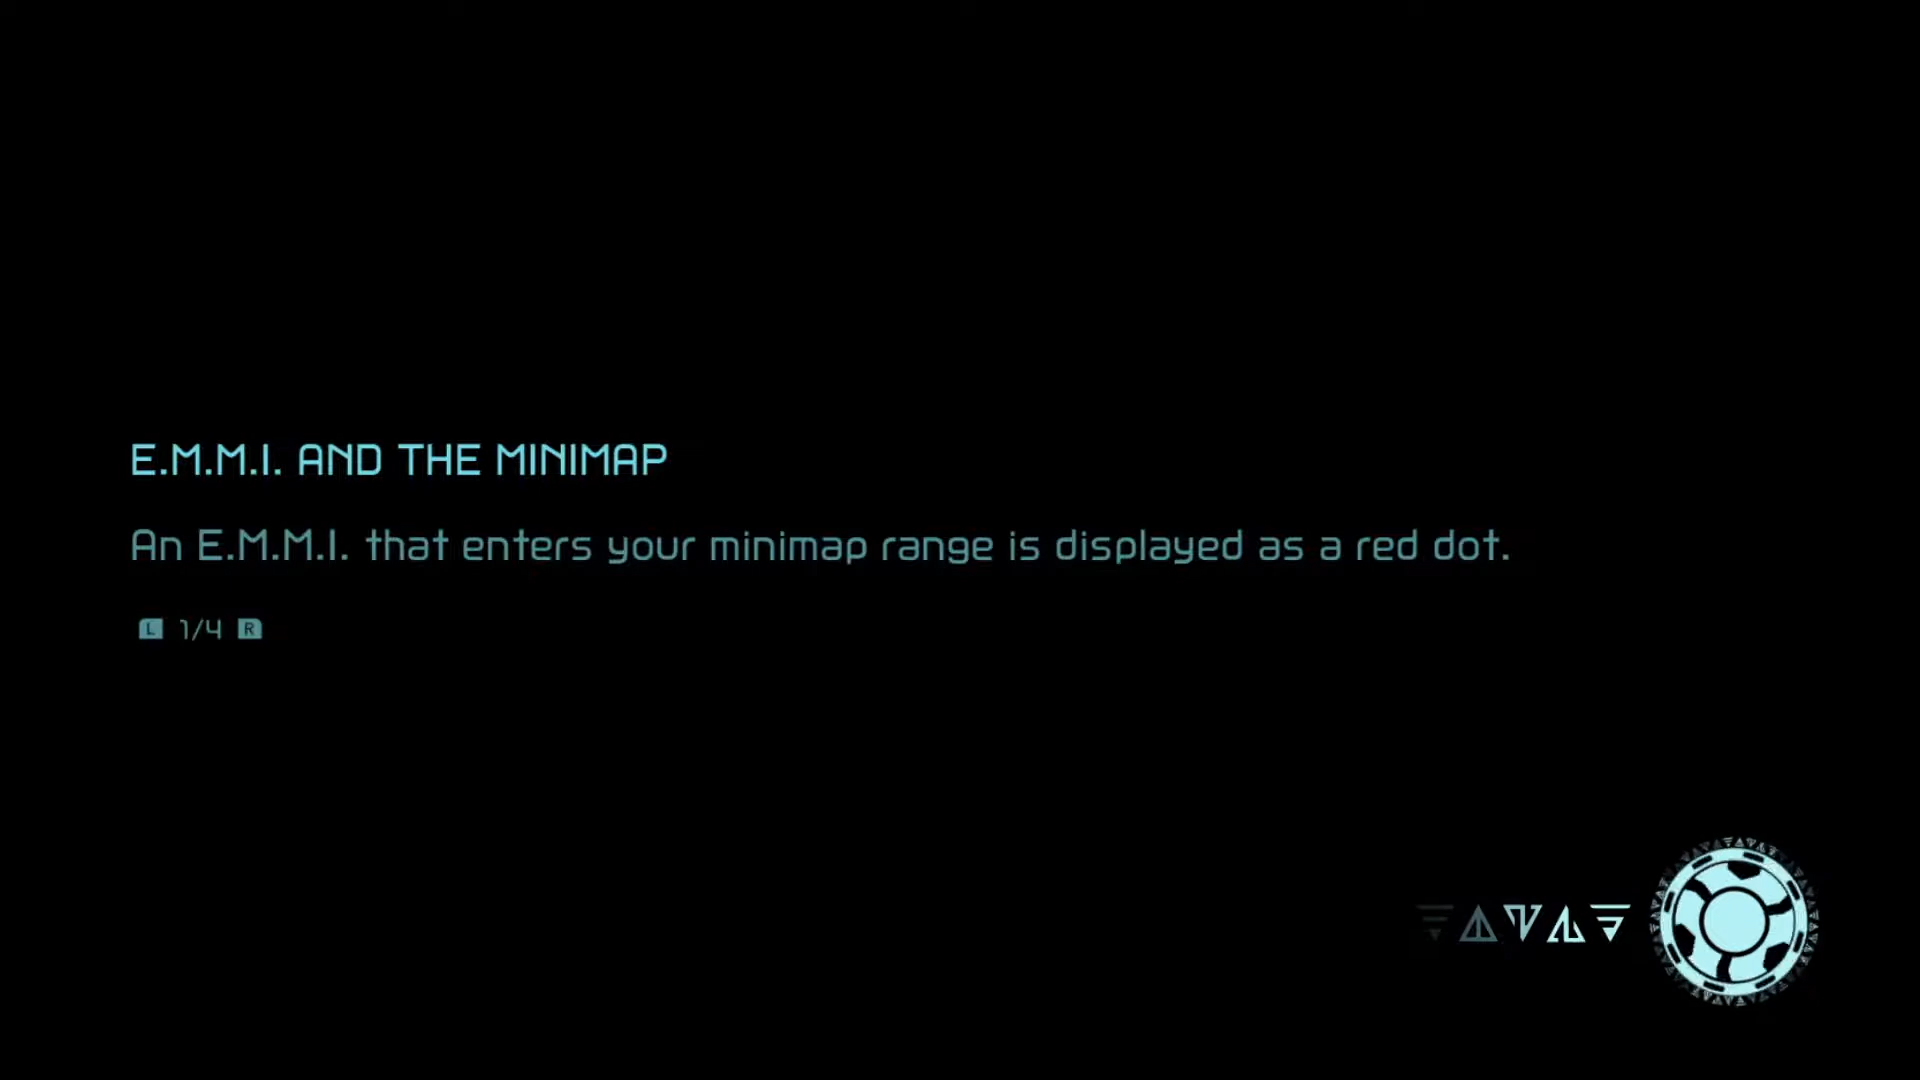 E.M.M.I. AND THE MINIMAP
An E.M.M.I. that enters your minimap range is displayed as a red dot.
L 1/4 R